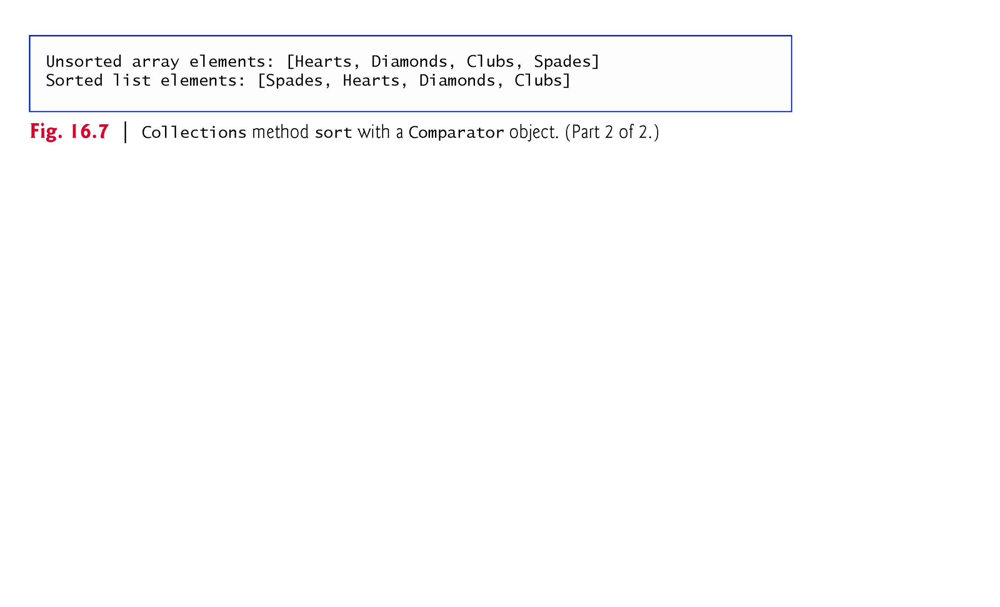 Unsorted array elements: [Hearts, Diamonds, Clubs, Spades]
Sorted list elements: [Spades, Hearts, Diamonds, Clubs]
Fig. 16.7 | Collections method sort with a Comparator object. (Part 2 of 2.)